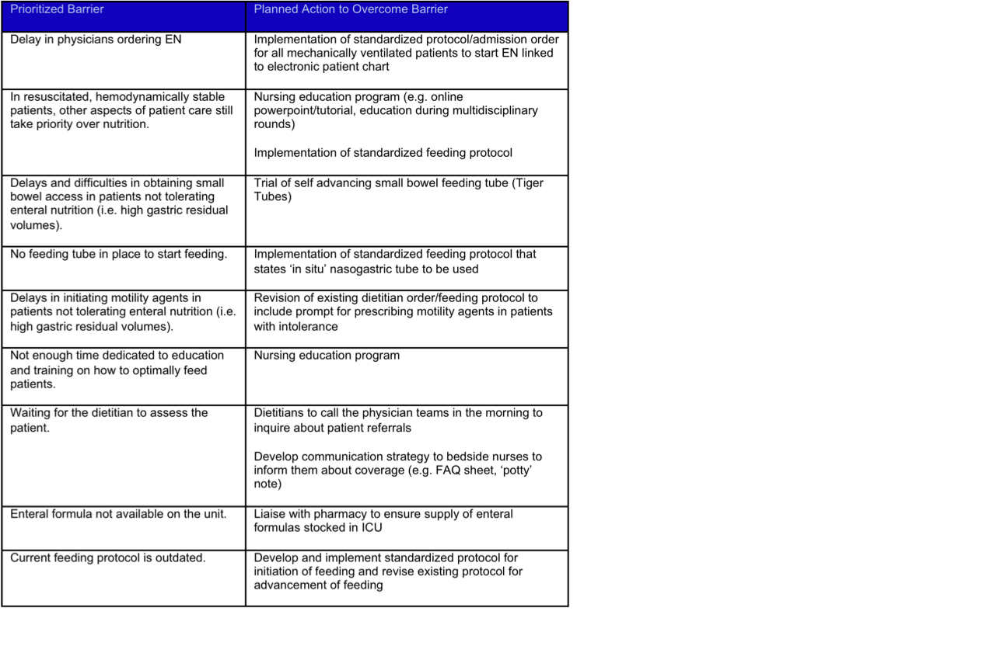 Prioritized Barrier
Planned Action to Overcome Barrier
Delay in physicians ordering EN
Implementation of standardized protocol/admission order
for all mechanically ventilated patients to start EN linked
to electronic patient chart
In resuscitated, hemodynamically stable
patients, other aspects of patient care still
take priority over nutrition.
Nursing education program (e.g. online
powerpoint/tutorial, education during multidisciplinary
rounds)
Implementation of standardized feeding protocol
Delays and difficulties in obtaining small
bowel access in patients not tolerating
enteral nutrition (i.e. high gastric residual
volumes).
Trial of self advancing small bowel feeding tube (Tiger
Tubes)
No feeding tube in place to start feeding.
Implementation of standardized feeding protocol that
states ‘in situ’ nasogastric tube to be used
Delays in initiating motility agents in
patients not tolerating enteral nutrition (i.e.
high gastric residual volumes).
Revision of existing dietitian order/feeding protocol to
include prompt for prescribing motility agents in patients
with intolerance
Not enough time dedicated to education
and training on how to optimally feed
patients.
Nursing education program
Waiting for the dietitian to assess the
patient.
Dietitians to call the physician teams in the morning to
inquire about patient referrals
Develop communication strategy to bedside nurses to
inform them about coverage (e.g. FAQ sheet, ‘potty’
note)
Enteral formula not available on the unit.
Liaise with pharmacy to ensure supply of enteral
formulas stocked in ICU
Current feeding protocol is outdated.
Develop and implement standardized protocol for
initiation of feeding and revise existing protocol for
advancement of feeding